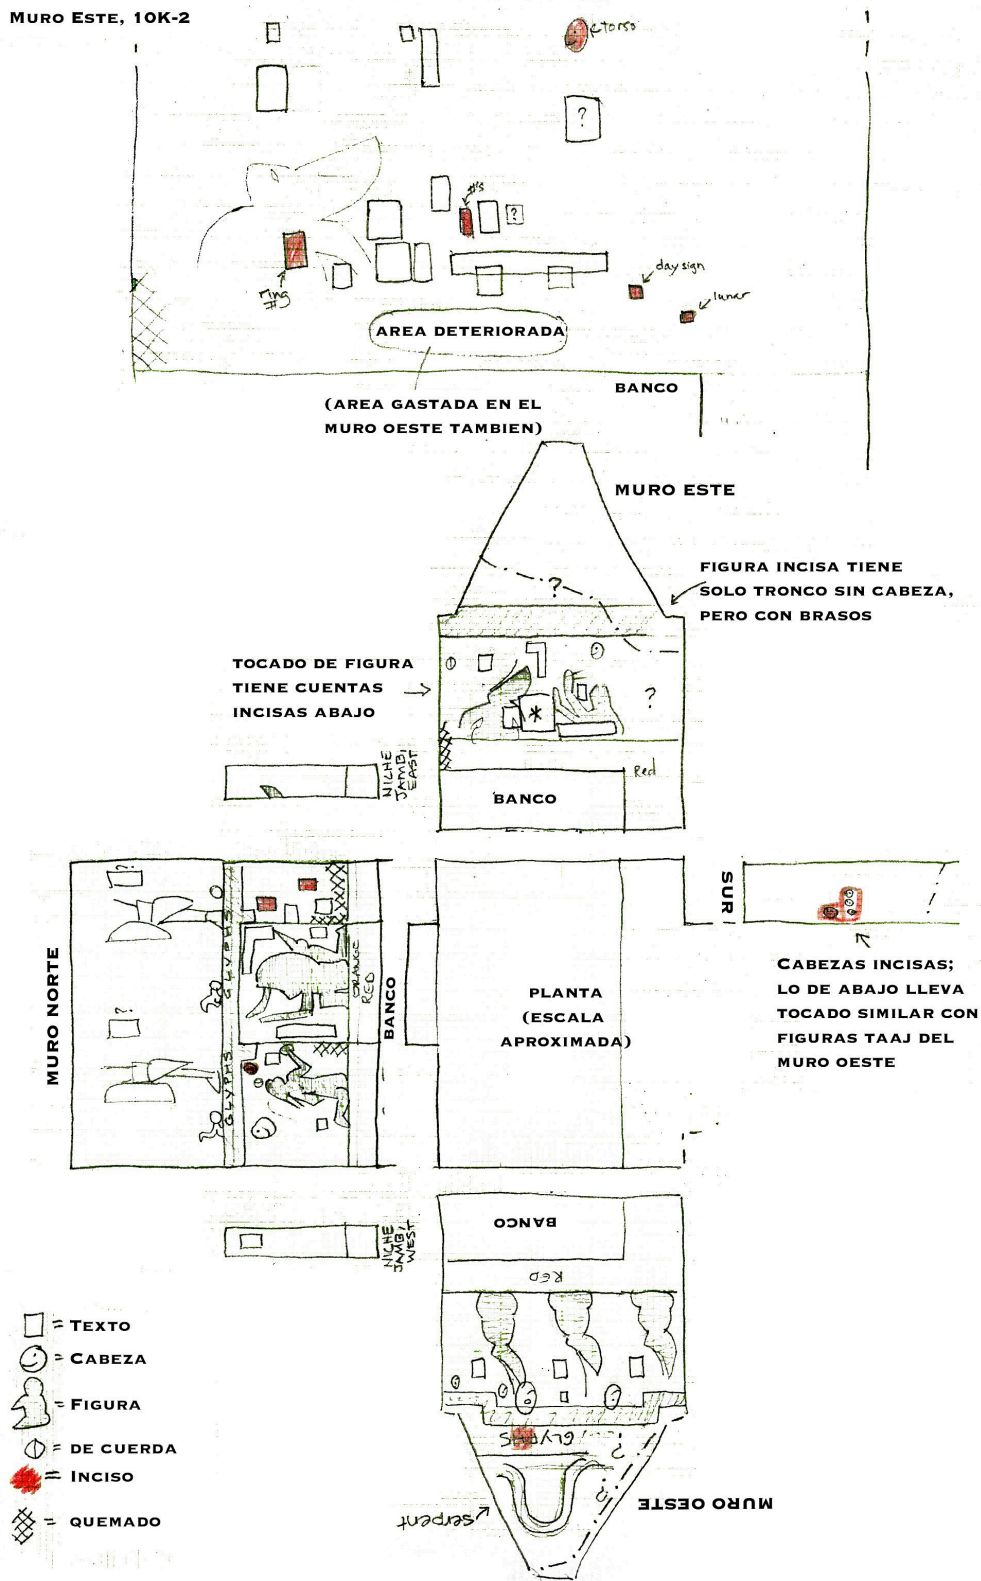 MURO ESTE, 10K-2
torso
?
#'s
?
ring
#
day sign
lunar
AREA DETERIORADA
BANCO
(AREA GASTADA EN EL
MURO OESTE TAMBIEN)
MURO ESTE
FIGURA INCISA TIENE
SOLO TRONCO SIN CABEZA,
PERO CON BRASOS
?
TOCADO DE FIGURA
TIENE CUENTAS
INCISAS ABAJO
?
*
Red
BANCO
NICHE
JAMB,
EAST
MURO NORTE
?
?
GLYPHS
GLYPHS
ORANGE
RED
BANCO
PLANTA
(ESCALA
APROXIMADA)
SUR
CABEZAS INCISAS;
LO DE ABAJO LLEVA
TOCADO SIMILAR CON
FIGURAS TAAJ DEL
MURO OESTE
NICHE
JAMB,
WEST
BANCO
RED
GLYPHS
?
?
serpent
MURO OESTE
= TEXTO
= CABEZA
= FIGURA
= DE CUERDA
= INCISO
= QUEMADO